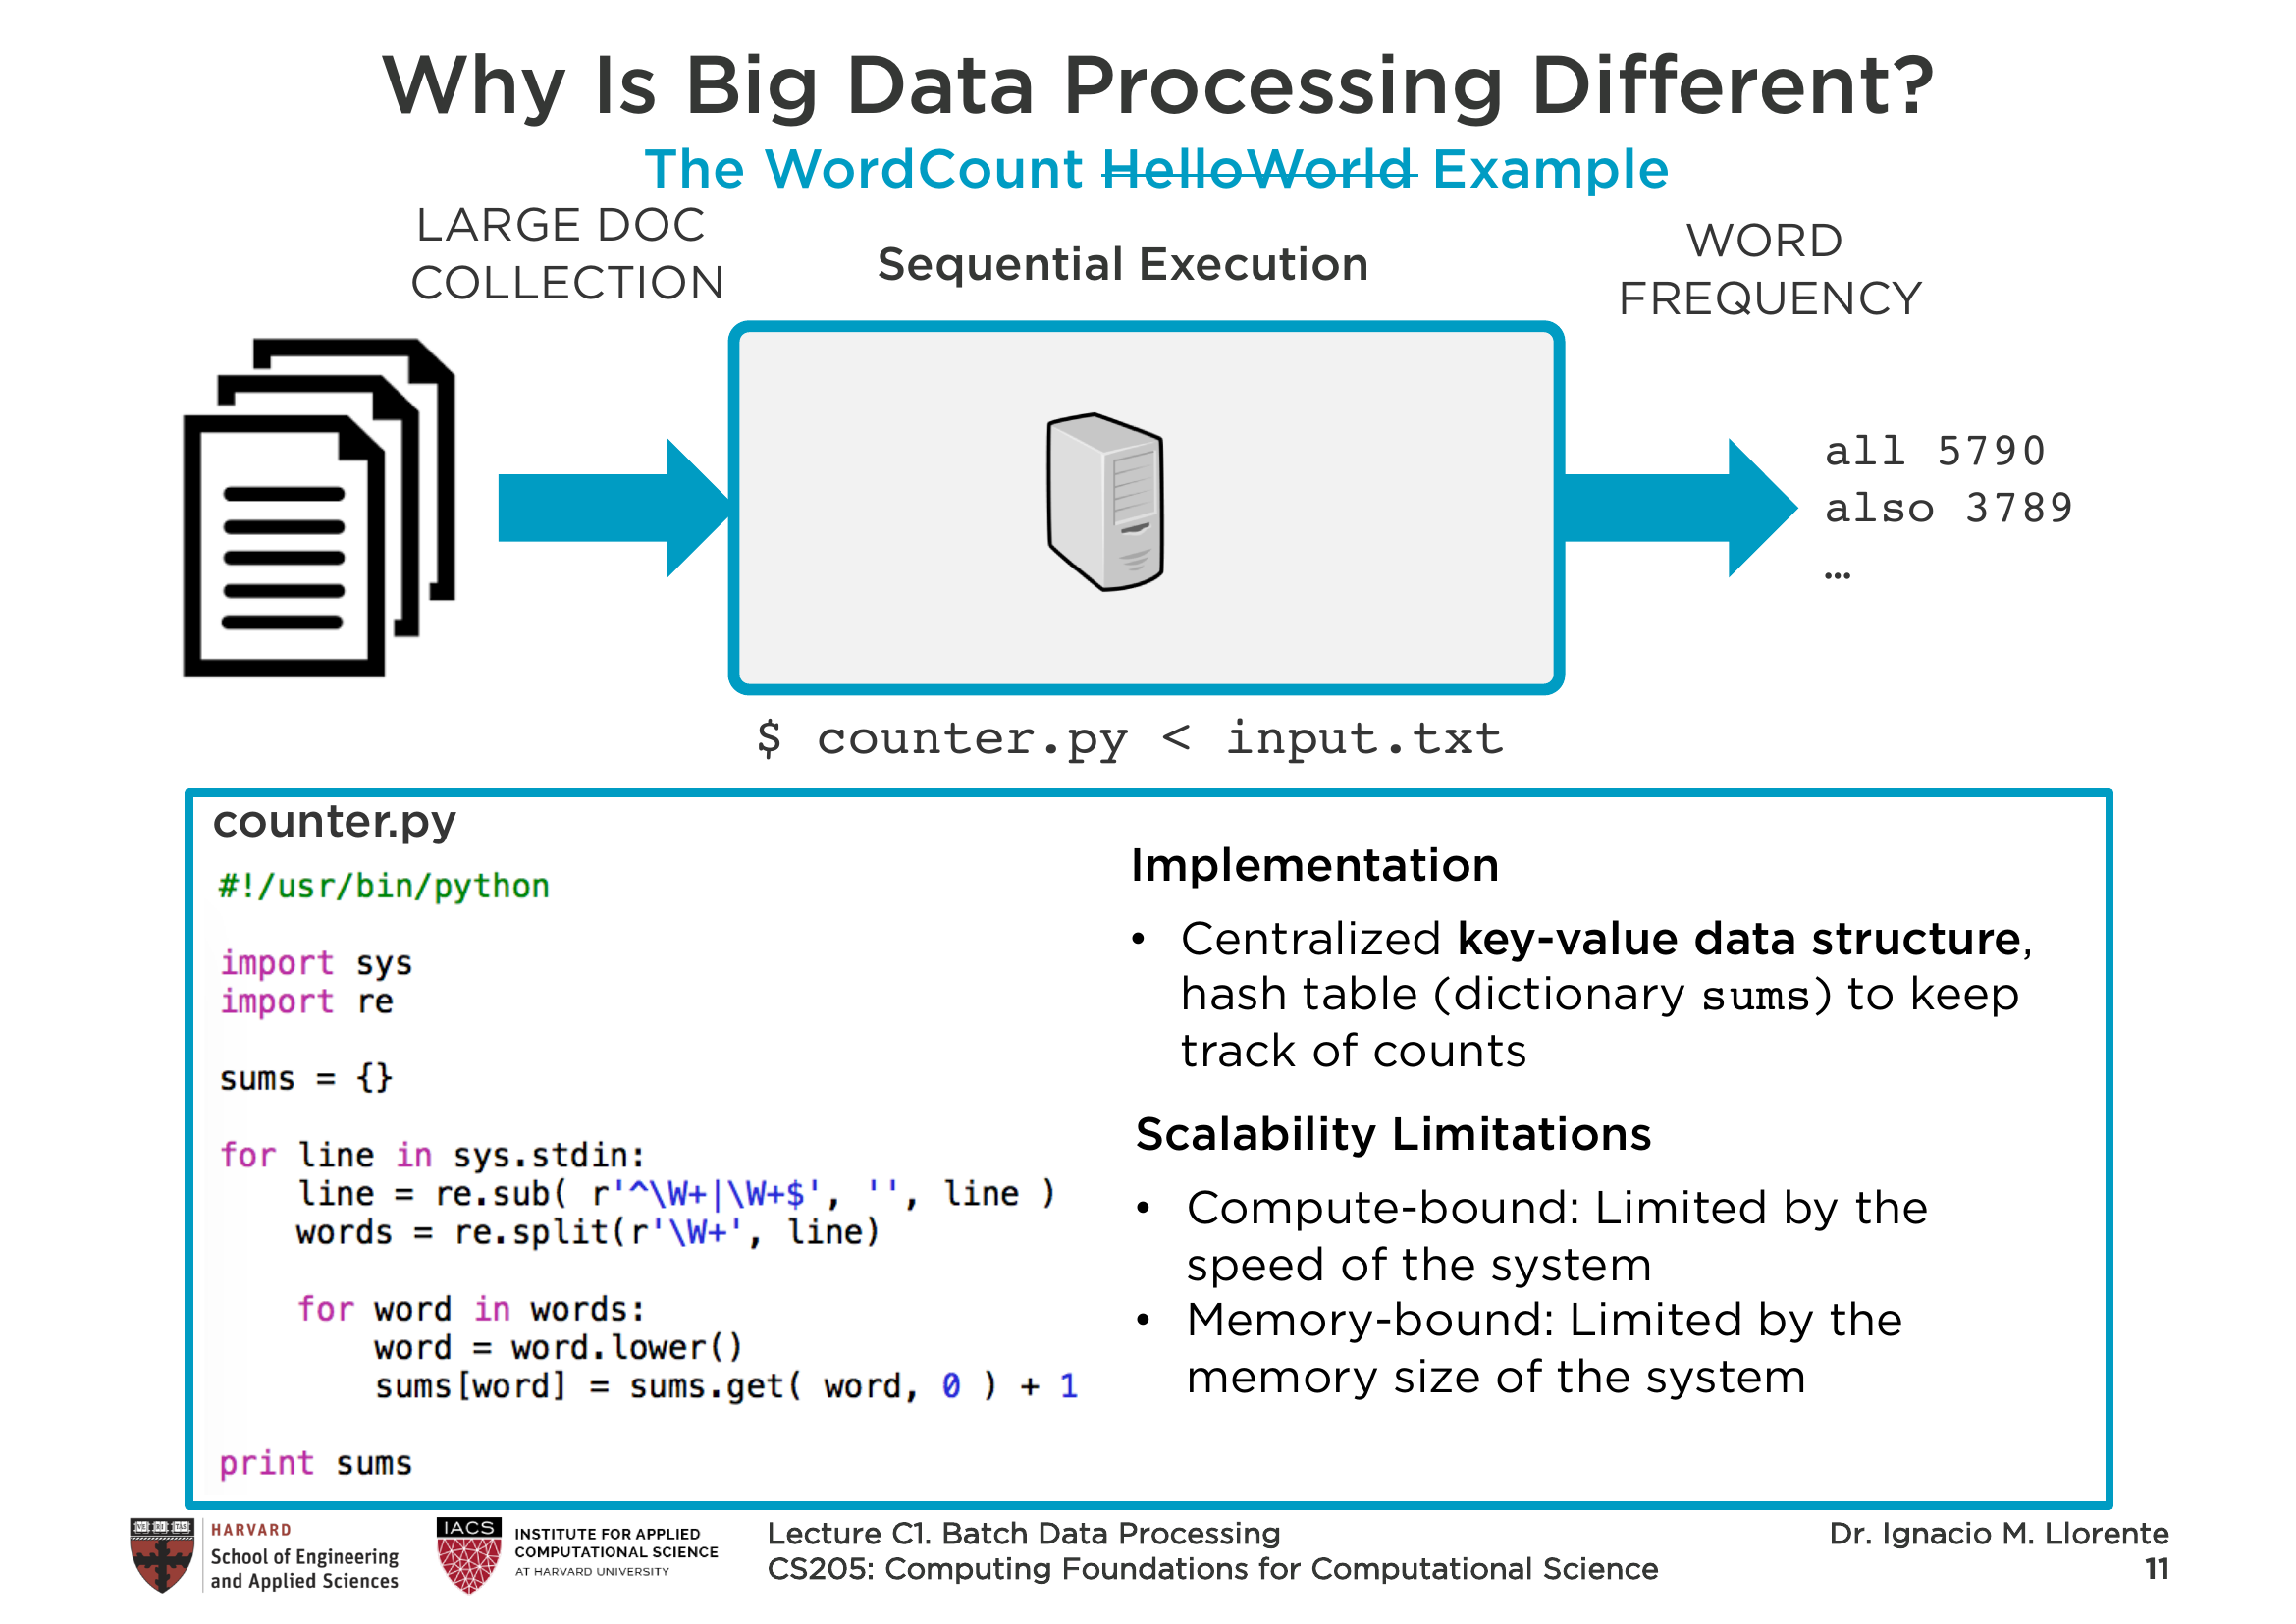 Why Is Big Data Processing Different?
The WordCount HelloWorld Example
LARGE DOC
COLLECTION
Sequential Execution
WORD
FREQUENCY
all 5790
also 3789
…
$ counter.py < input.txt
counter.py
#!/usr/bin/python
import sys
import re
sums = {}
for line in sys.stdin:
    line = re.sub( r'^\W+|\W+$', '', line )
    words = re.split(r'\W+', line)
    for word in words:
        word = word.lower()
        sums[word] = sums.get( word, 0 ) + 1
print sums
Implementation
• Centralized key-value data structure,
hash table (dictionary sums) to keep
track of counts
Scalability Limitations
• Compute-bound: Limited by the
speed of the system
• Memory-bound: Limited by the
memory size of the system
VE RI TAS
HARVARD
School of Engineering
and Applied Sciences
IACS
INSTITUTE FOR APPLIED
COMPUTATIONAL SCIENCE
AT HARVARD UNIVERSITY
Lecture C1. Batch Data Processing
CS205: Computing Foundations for Computational Science
Dr. Ignacio M. Llorente
11